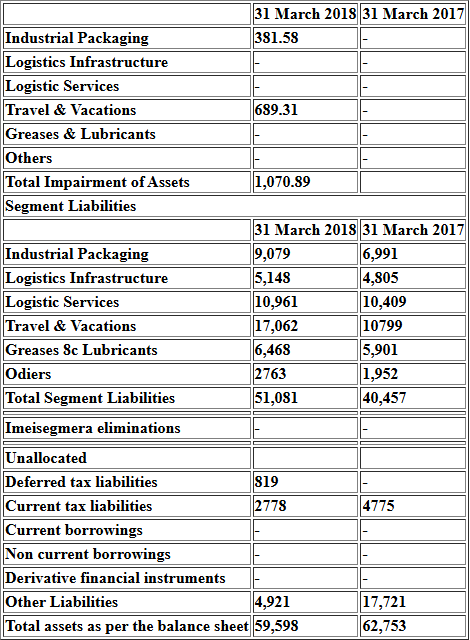 31 March 2018 31 March 2017
Industrial Packaging 381.58 -
Logistics Infrastructure - -
Logistic Services - -
Travel & Vacations 689.31 -
Greases & Lubricants - -
Others - -
Total Impairment of Assets 1,070.89
Segment Liabilities
31 March 2018 31 March 2017
Industrial Packaging 9,079 6,991
Logistics Infrastructure 5,148 4,805
Logistic Services 10,961 10,409
Travel & Vacations 17,062 10799
Greases 8c Lubricants 6,468 5,901
Odiers 2763 1,952
Total Segment Liabilities 51,081 40,457
Imeisegmera eliminations - -
Unallocated
Deferred tax liabilities 819 -
Current tax liabilities 2778 4775
Current borrowings - -
Non current borrowings - -
Derivative financial instruments - -
Other Liabilities 4,921 17,721
Total assets as per the balance sheet 59,598 62,753